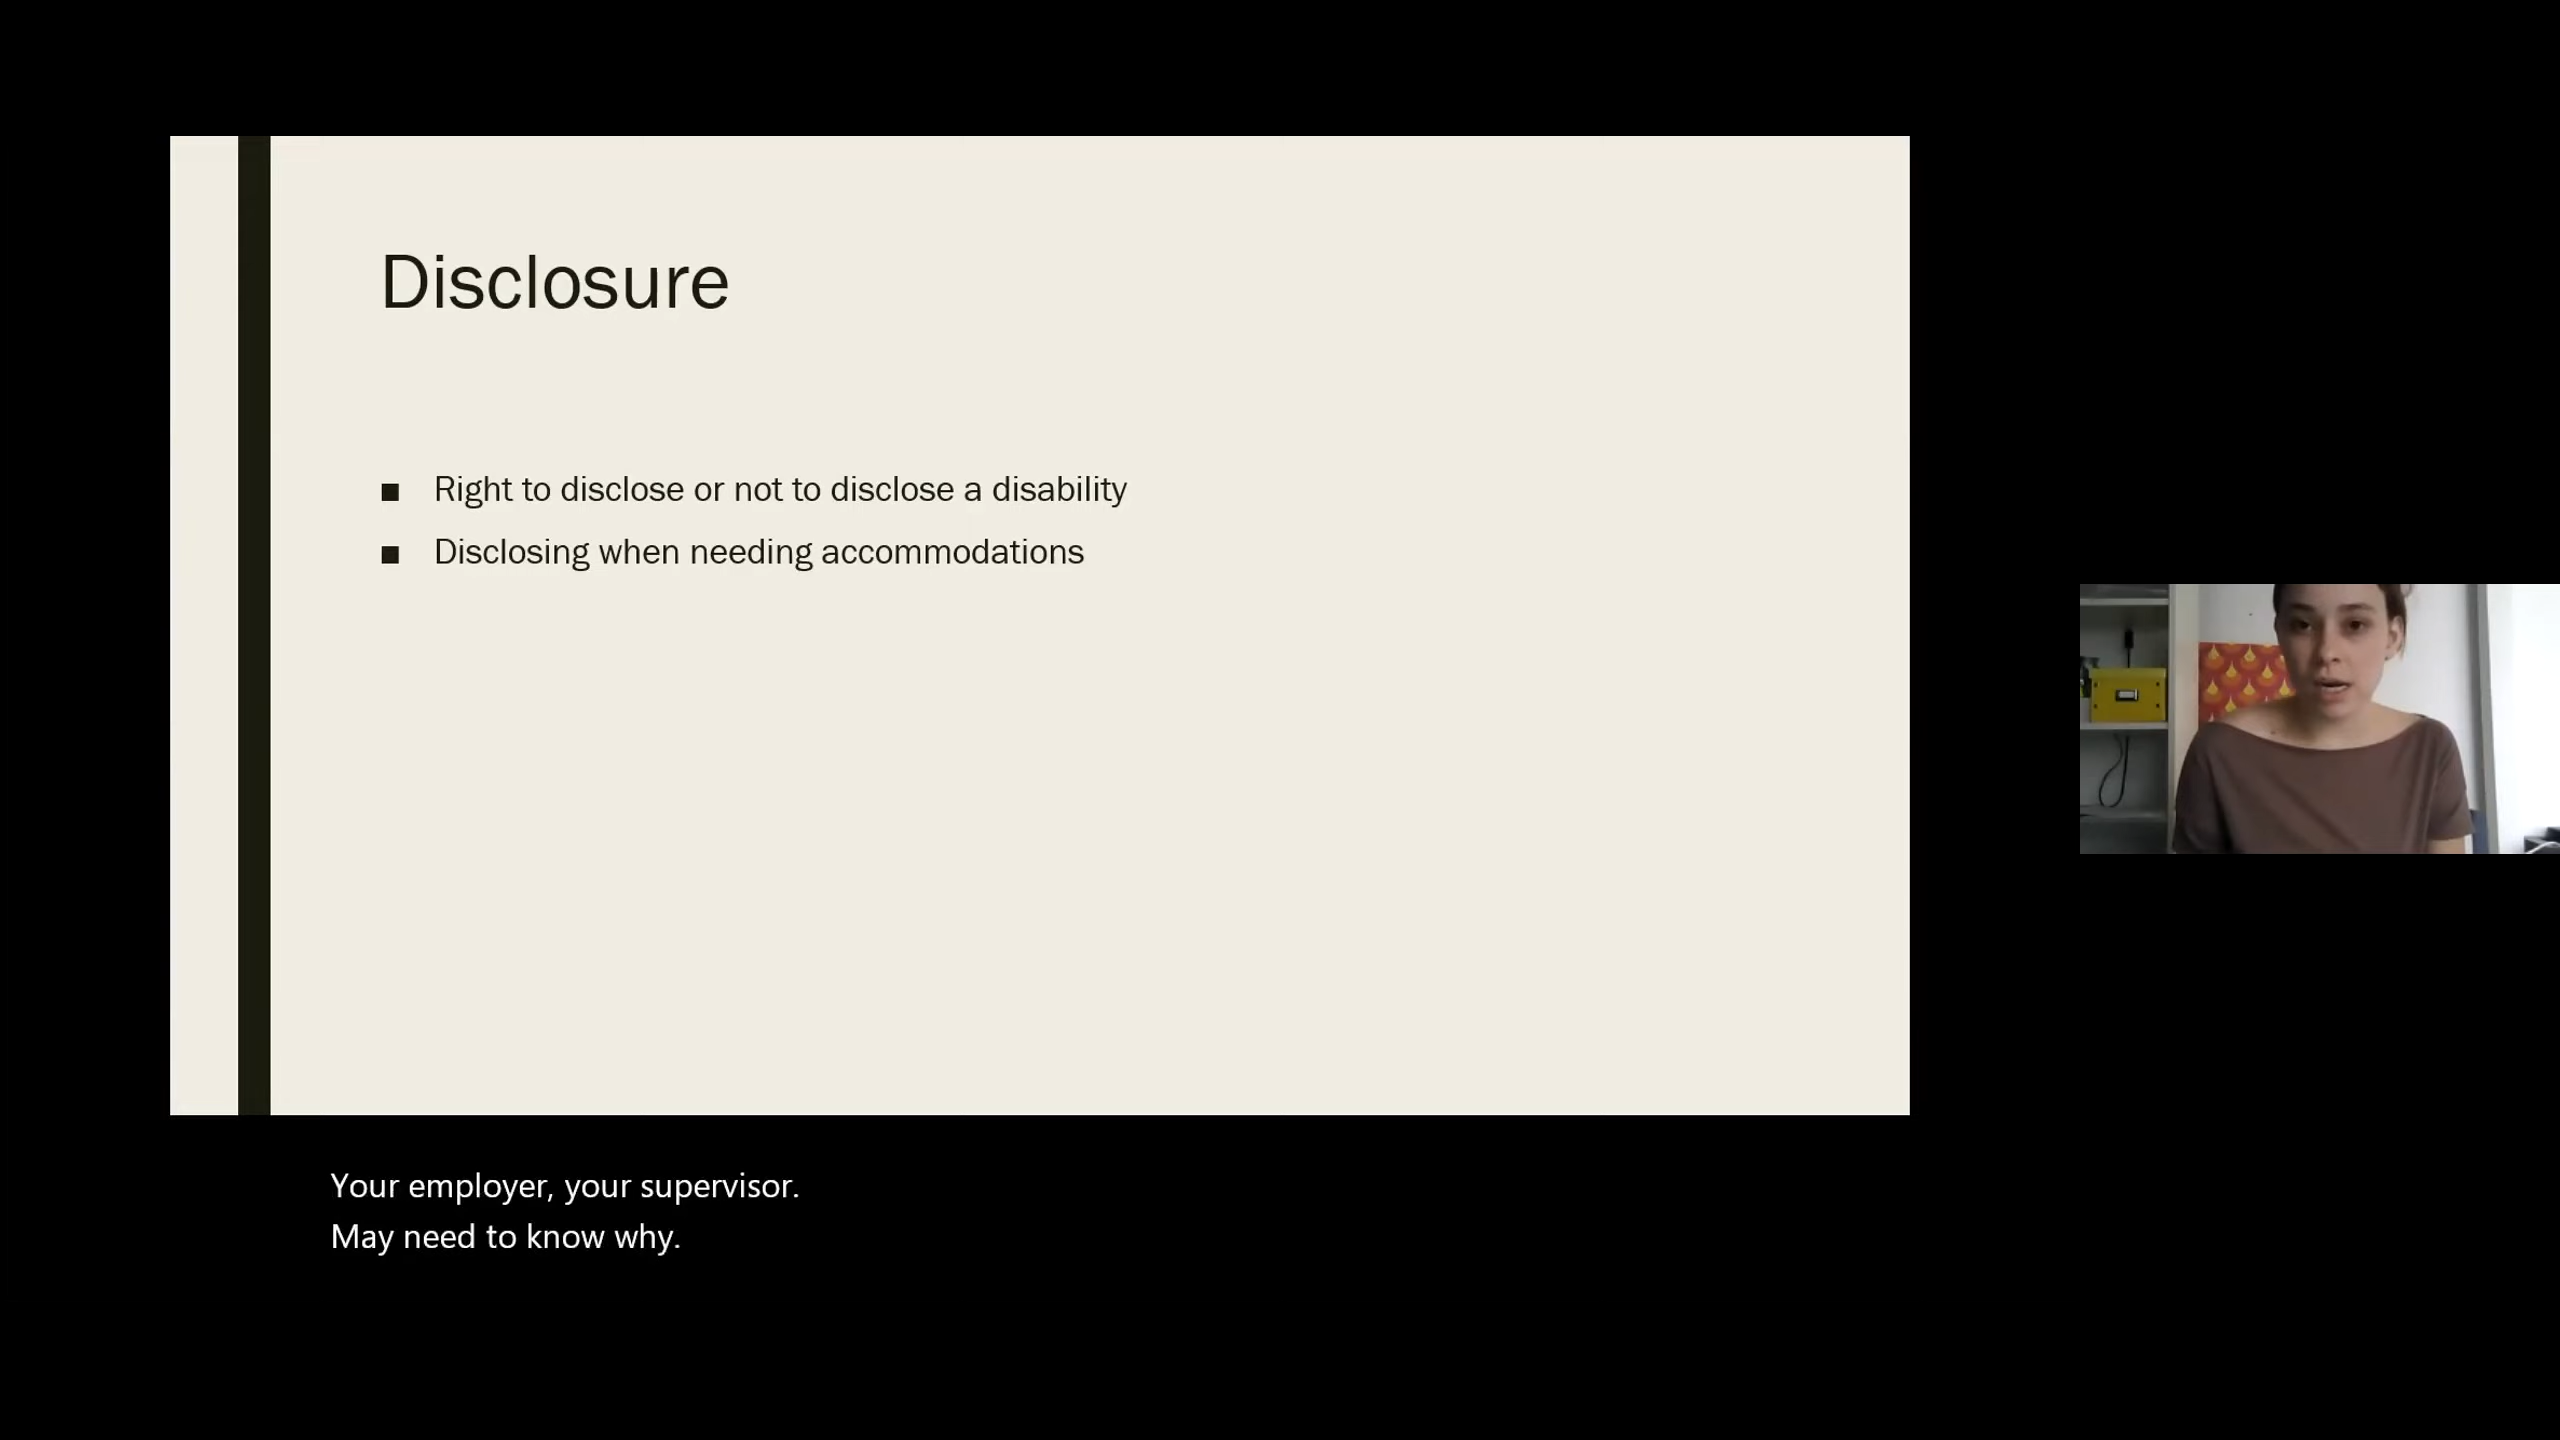 Disclosure
Right to disclose or not to disclose a disability
Disclosing when needing accommodations
Your employer, your supervisor.
May need to know why.